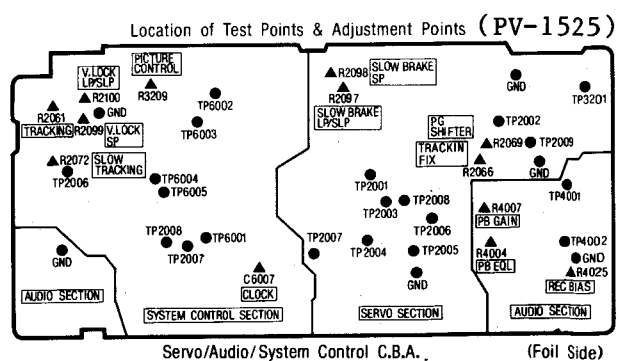 Location of Test Points & Adjustment Points (PV-1525)
PICTURE
CONTROL
V.LOCK
LP/SLP
R2100
R3209
TP6002
R2061
GND
TRACKING
R2099
V.LOCK
SP
TP6003
R2072
SLOW
TRACKING
TP2006
TP6004
TP6005
TP2008
TP2007
TP6001
GND
C6007
CLOCK
AUDIO SECTION
SYSTEM CONTROL SECTION
R2098
SLOW BRAKE
SP
R2097
SLOW BRAKE
LP/SLP
GND
TP3201
PG
SHIFTER
TP2002
TRACKIN
FIX
R2069
TP2009
R2066
GND
TP2001
TP2003
TP2008
TP2006
TP2007
TP2004
TP2005
GND
SERVO SECTION
TP4001
R4007
PB GAIN
R4004
PB EQL
TP4002
GND
R4025
REC BIAS
AUDIO SECTION
Servo/Audio/System Control C.B.A.
(Foil Side)